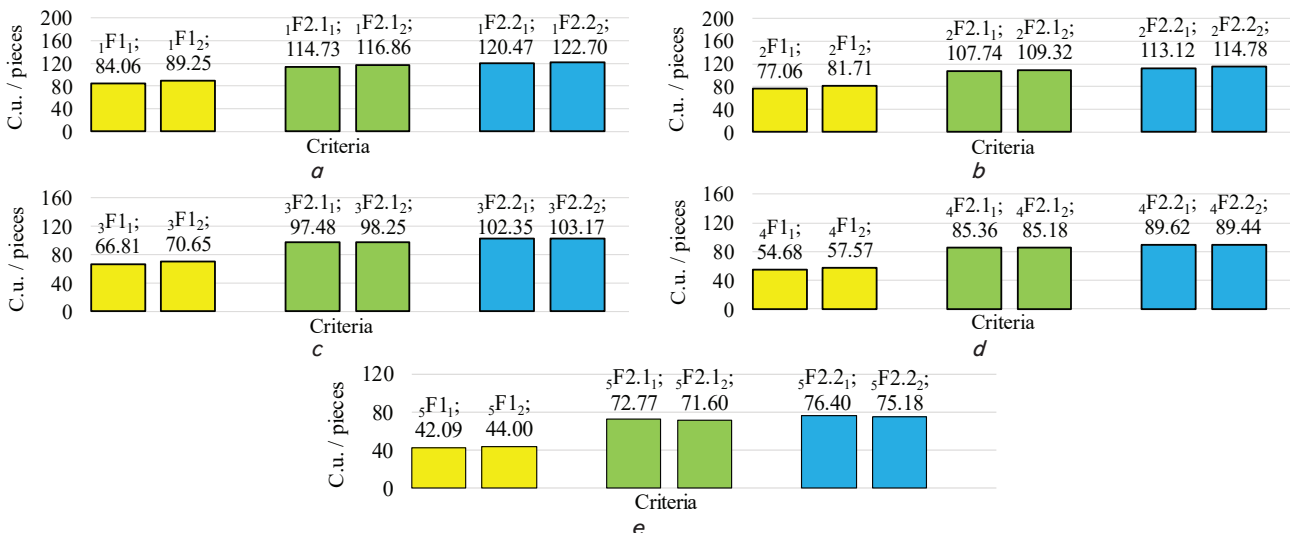 C.u. / pieces
200
160
120
80
40
0
₁F1₁;
84.06
₁F1₂;
89.25
₁F2.1₁;
114.73
₁F2.1₂;
116.86
₁F2.2₁;
120.47
₁F2.2₂;
122.70
Criteria
a
C.u. / pieces
200
160
120
80
40
0
₂F1₁;
77.06
₂F1₂;
81.71
₂F2.1₁;
107.74
₂F2.1₂;
109.32
₂F2.2₁;
113.12
₂F2.2₂;
114.78
Criteria
b
C.u. / pieces
160
120
80
40
0
₃F1₁;
66.81
₃F1₂;
70.65
₃F2.1₁;
97.48
₃F2.1₂;
98.25
₃F2.2₁;
102.35
₃F2.2₂;
103.17
Criteria
c
C.u. / pieces
160
120
80
40
0
₄F1₁;
54.68
₄F1₂;
57.57
₄F2.1₁;
85.36
₄F2.1₂;
85.18
₄F2.2₁;
89.62
₄F2.2₂;
89.44
Criteria
d
C.u. / pieces
120
80
40
0
₅F1₁;
42.09
₅F1₂;
44.00
₅F2.1₁;
72.77
₅F2.1₂;
71.60
₅F2.2₁;
76.40
₅F2.2₂;
75.18
Criteria
e